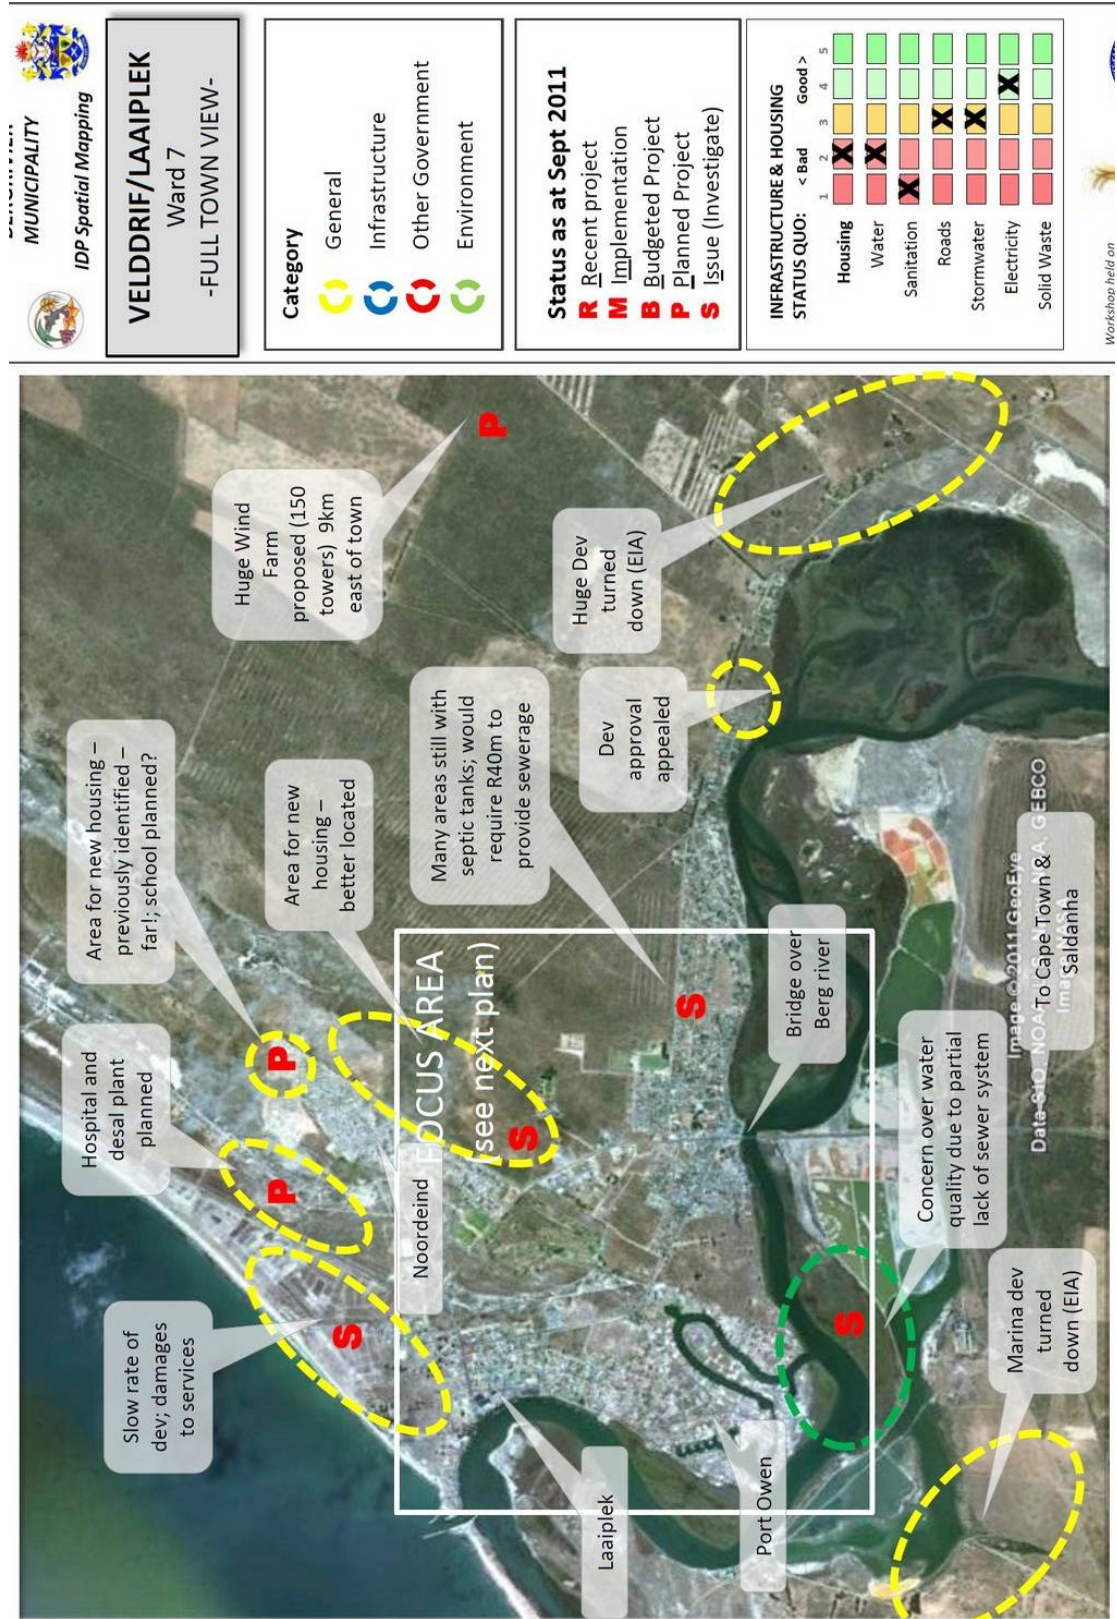 MUNICIPALITY
IDP Spatial Mapping
VELDDRIF/LAAIPLEK
Ward 7
-FULL TOWN VIEW-
Category
General
Infrastructure
Other Government
Environment
Status as at Sept 2011
R Recent project
M Implementation
B Budgeted Project
P Planned Project
S Issue (Investigate)
INFRASTRUCTURE & HOUSING
STATUS QUO:
< Bad Good >
1 2 3 4 5
Housing X
Water X
Sanitation X
Roads X
Stormwater X
Electricity X
Solid Waste
Workshop held on
Slow rate of
dev; damages
to services
S
Hospital and
desal plant
planned
P
Area for new housing –
previously identified –
far!; school planned?
P
Area for new
housing –
better located
S
Huge Wind
Farm
proposed (150
towers) 9km
east of town
P
Noordeind
FOCUS AREA
(see next plan)
Many areas still with
septic tanks; would
require R40m to
provide sewerage
S
Huge Dev
turned
down (EIA)
Dev
approval
appealed
Laaiplek
Port Owen
Bridge over
Berg river
S
Concern over water
quality due to partial
lack of sewer system
Marina dev
turned
down (EIA)
To Cape Town &
Saldanha
Image © 2011 GeoEye
Data SIO, NOAA, GEBCO